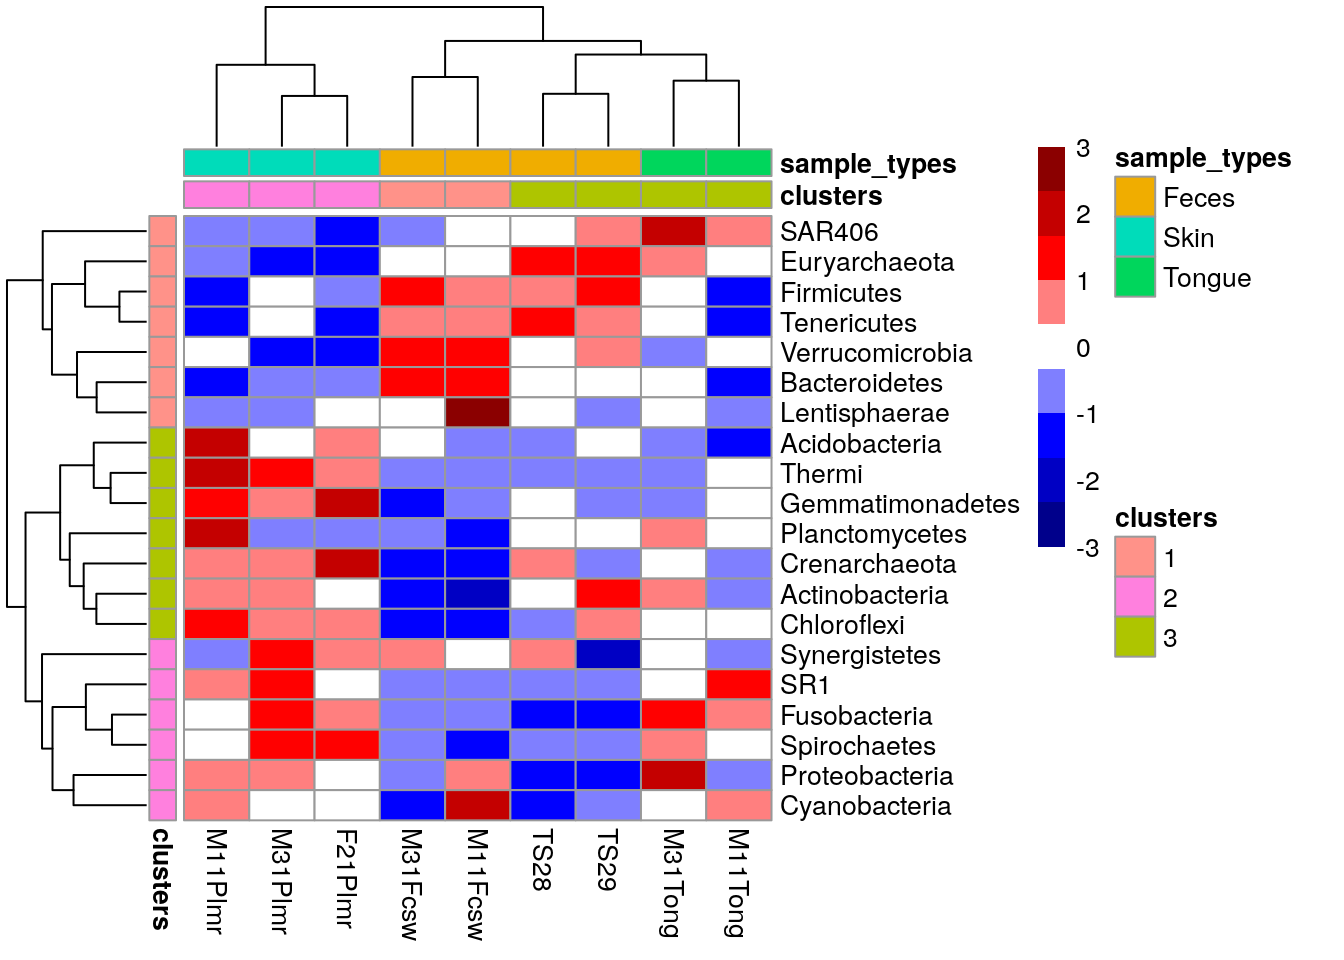 sample_types
clusters
SAR406
Euryarchaeota
Firmicutes
Tenericutes
Verrucomicrobia
Bacteroidetes
Lentisphaerae
Acidobacteria
Thermi
Gemmatimonadetes
Planctomycetes
Crenarchaeota
Actinobacteria
Chloroflexi
Synergistetes
SR1
Fusobacteria
Spirochaetes
Proteobacteria
Cyanobacteria
clusters
M11Plmr
M31Plmr
F21Plmr
M31Fcsw
M11Fcsw
TS28
TS29
M31Tong
M11Tong
3
2
1
0
-1
-2
-3
sample_types
Feces
Skin
Tongue
clusters
1
2
3